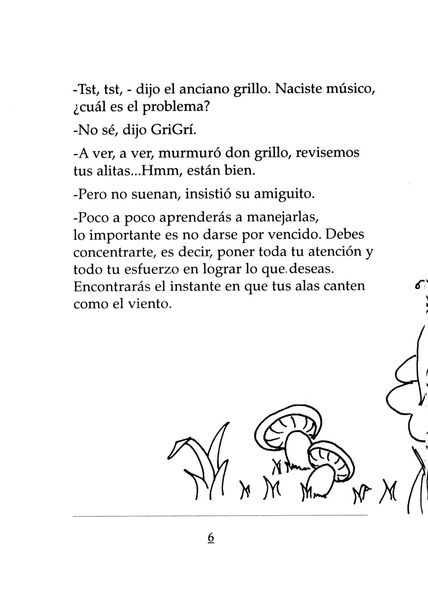 -Tst, tst, - dijo el anciano grillo. Naciste músico,
¿cuál es el problema?
-No sé, dijo GriGrí.
-A ver, a ver, murmuró don grillo, revisemos
tus alitas...Hmm, están bien.
-Pero no suenan, insistió su amiguito.
-Poco a poco aprenderás a manejarlas,
lo importante es no darse por vencido. Debes
concentrarte, es decir, poner toda tu atención y
todo tu esfuerzo en lograr lo que deseas.
Encontrarás el instante en que tus alas canten
como el viento.
6